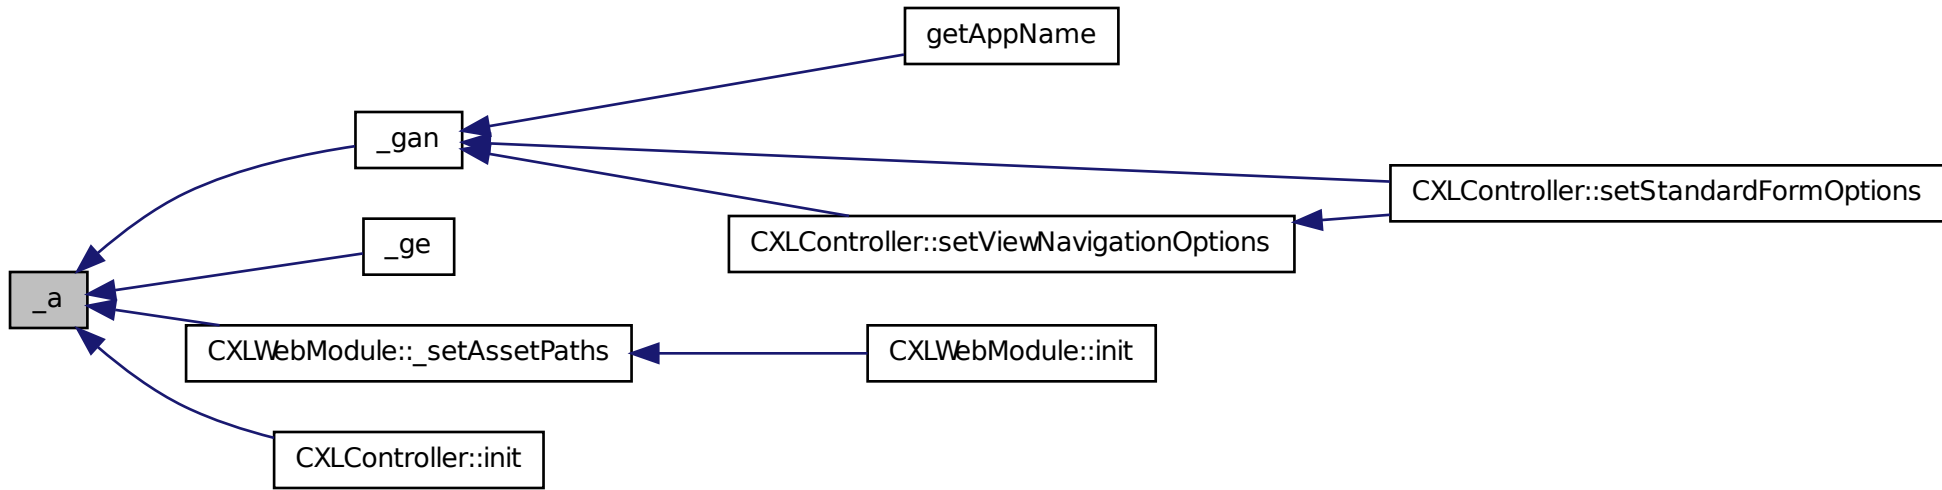 getAppName
_gan
CXLController::setStandardFormOptions
_ge
CXLController::setViewNavigationOptions
_a
CXLWebModule::_setAssetPaths
CXLWebModule::init
CXLController::init